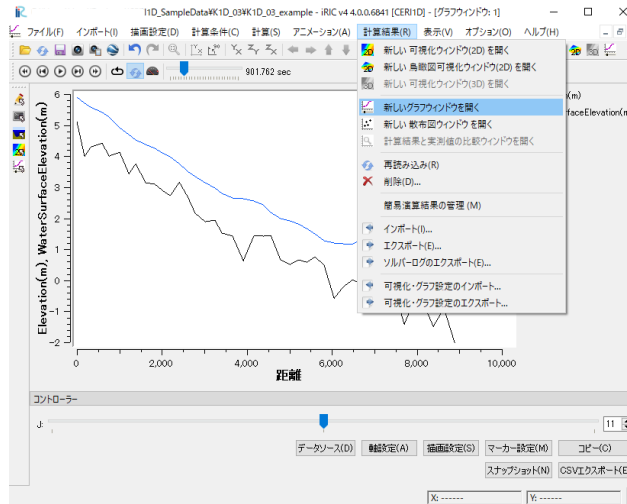 I1D_SampleData¥K1D_03¥K1D_03_example - iRIC v4 4.0.0.6841 [CERI1D] - [グラフウィンドウ: 1]
ファイル(F) インポート(I) 描画設定(D) 計算条件(C) 計算(S) アニメーション(A) 計算結果(R) 表示(V) オプション(O) ヘルプ(H)
901.762 sec
新しい 可視化ウィンドウ(2D) を開く
新しい 鳥瞰図可視化ウィンドウ(2D) を開く
新しい 可視化ウィンドウ(3D) を開く
新しいグラフウィンドウを開く
新しい 散布図ウィンドウ を開く
計算結果と実測値の比較ウィンドウを開く
再読み込み(R)
削除(D)...
簡易演算結果の管理 (M)
インポート(I)...
エクスポート(E)...
ソルバーログのエクスポート(E)...
可視化・グラフ設定のインポート...
可視化・グラフ設定のエクスポート...
(m)
faceElevation(m
Elevation(m), WaterSurfaceElevation(m)
6
5
4
3
2
1
0
-1
-2
0 2,000 4,000 6,000 8,000 10,000
距離
コントローラー
J: 11
データソース(D) 軸設定(A) 描画設定(S) マーカー設定(M) コピー(C)
スナップショット(N) CSVエクスポート(E
X: ------ Y: ------